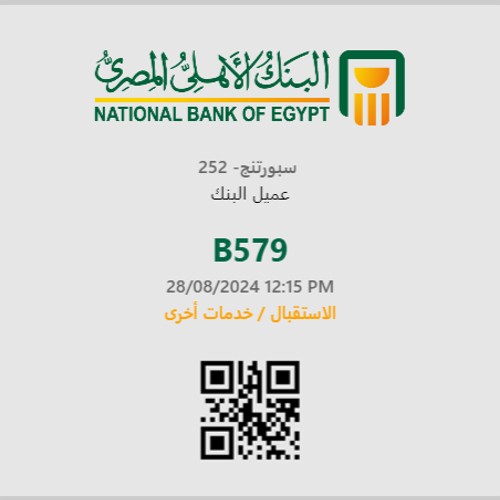 البنك الأهلي المصري
NATIONAL BANK OF EGYPT
سبورتنج- 252
عميل البنك
B579
28/08/2024 12:15 PM
الاستقبال / خدمات أخرى